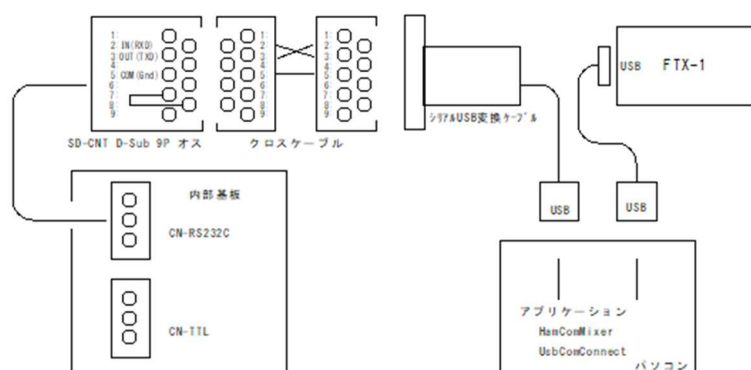 1:
2: IN(RXD)
3: OUT(TXD)
4:
5: COM(Gnd)
6:
7:
8:
9:
SD-CNT D-Sub 9P オス
1:
2:
3:
4:
5:
6:
7:
8:
9:
1:
2:
3:
4:
5:
6:
7:
8:
9:
クロスケーブル
シリアルUSB変換ケーブル
USB FTX-1
USB
USB
内部基板
CN-RS232C
CN-TTL
アプリケーション
HamComMixer
UsbComConnect
パソコン